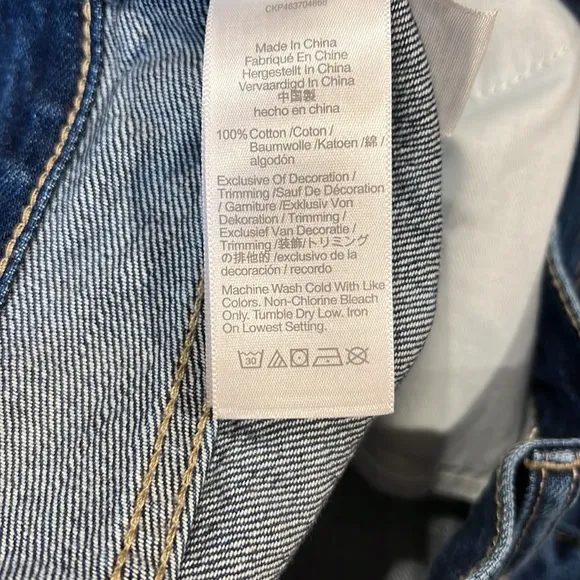 CKP463704666
Made In China
Fabriqué En Chine
Hergestellt In China
Vervaardigd In China
中国製
hecho en china
100% Cotton /Coton /
Baumwolle /Katoen /綿 /
algodón
Exclusive Of Decoration /
Trimming /Sauf De Décoration
/ Garniture /Exklusiv Von
Dekoration / Trimming /
Exclusief Van Decoratie /
Trimming /装飾/トリミング
の排他的 /exclusivo de la
decoración / recordo
Machine Wash Cold With Like
Colors. Non-Chlorine Bleach
Only. Tumble Dry Low. Iron
On Lowest Setting.
30